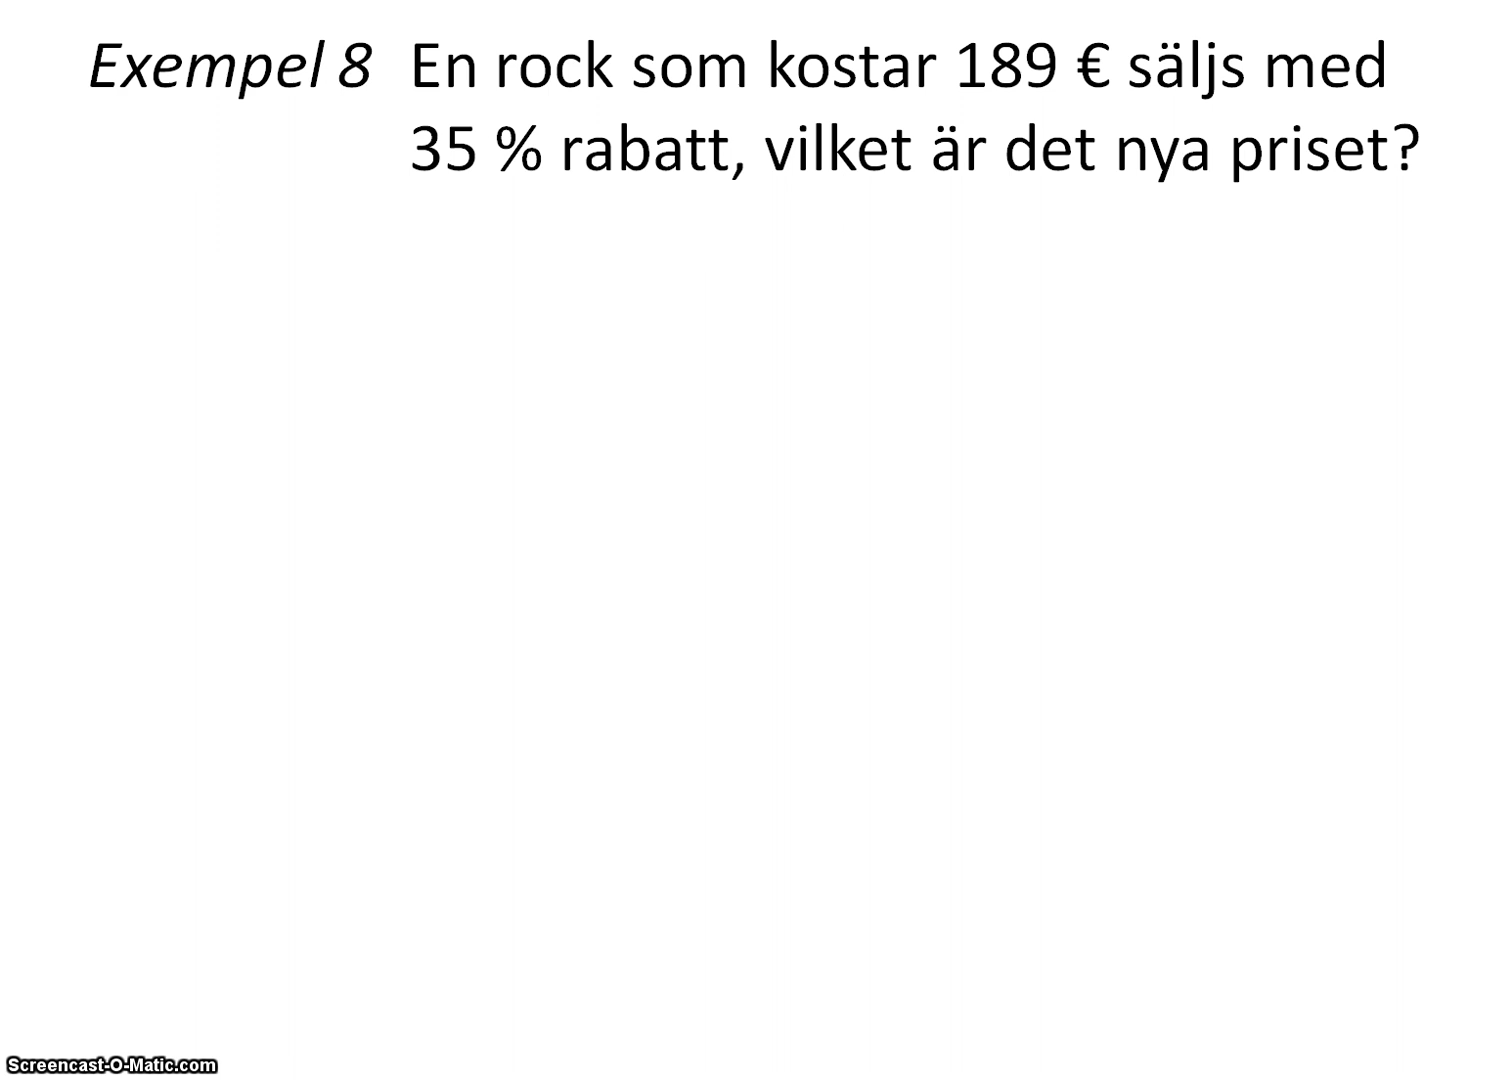 Exempel 8 En rock som kostar 189 € säljs med
35 % rabatt, vilket är det nya priset?
Screencast-O-Matic.com